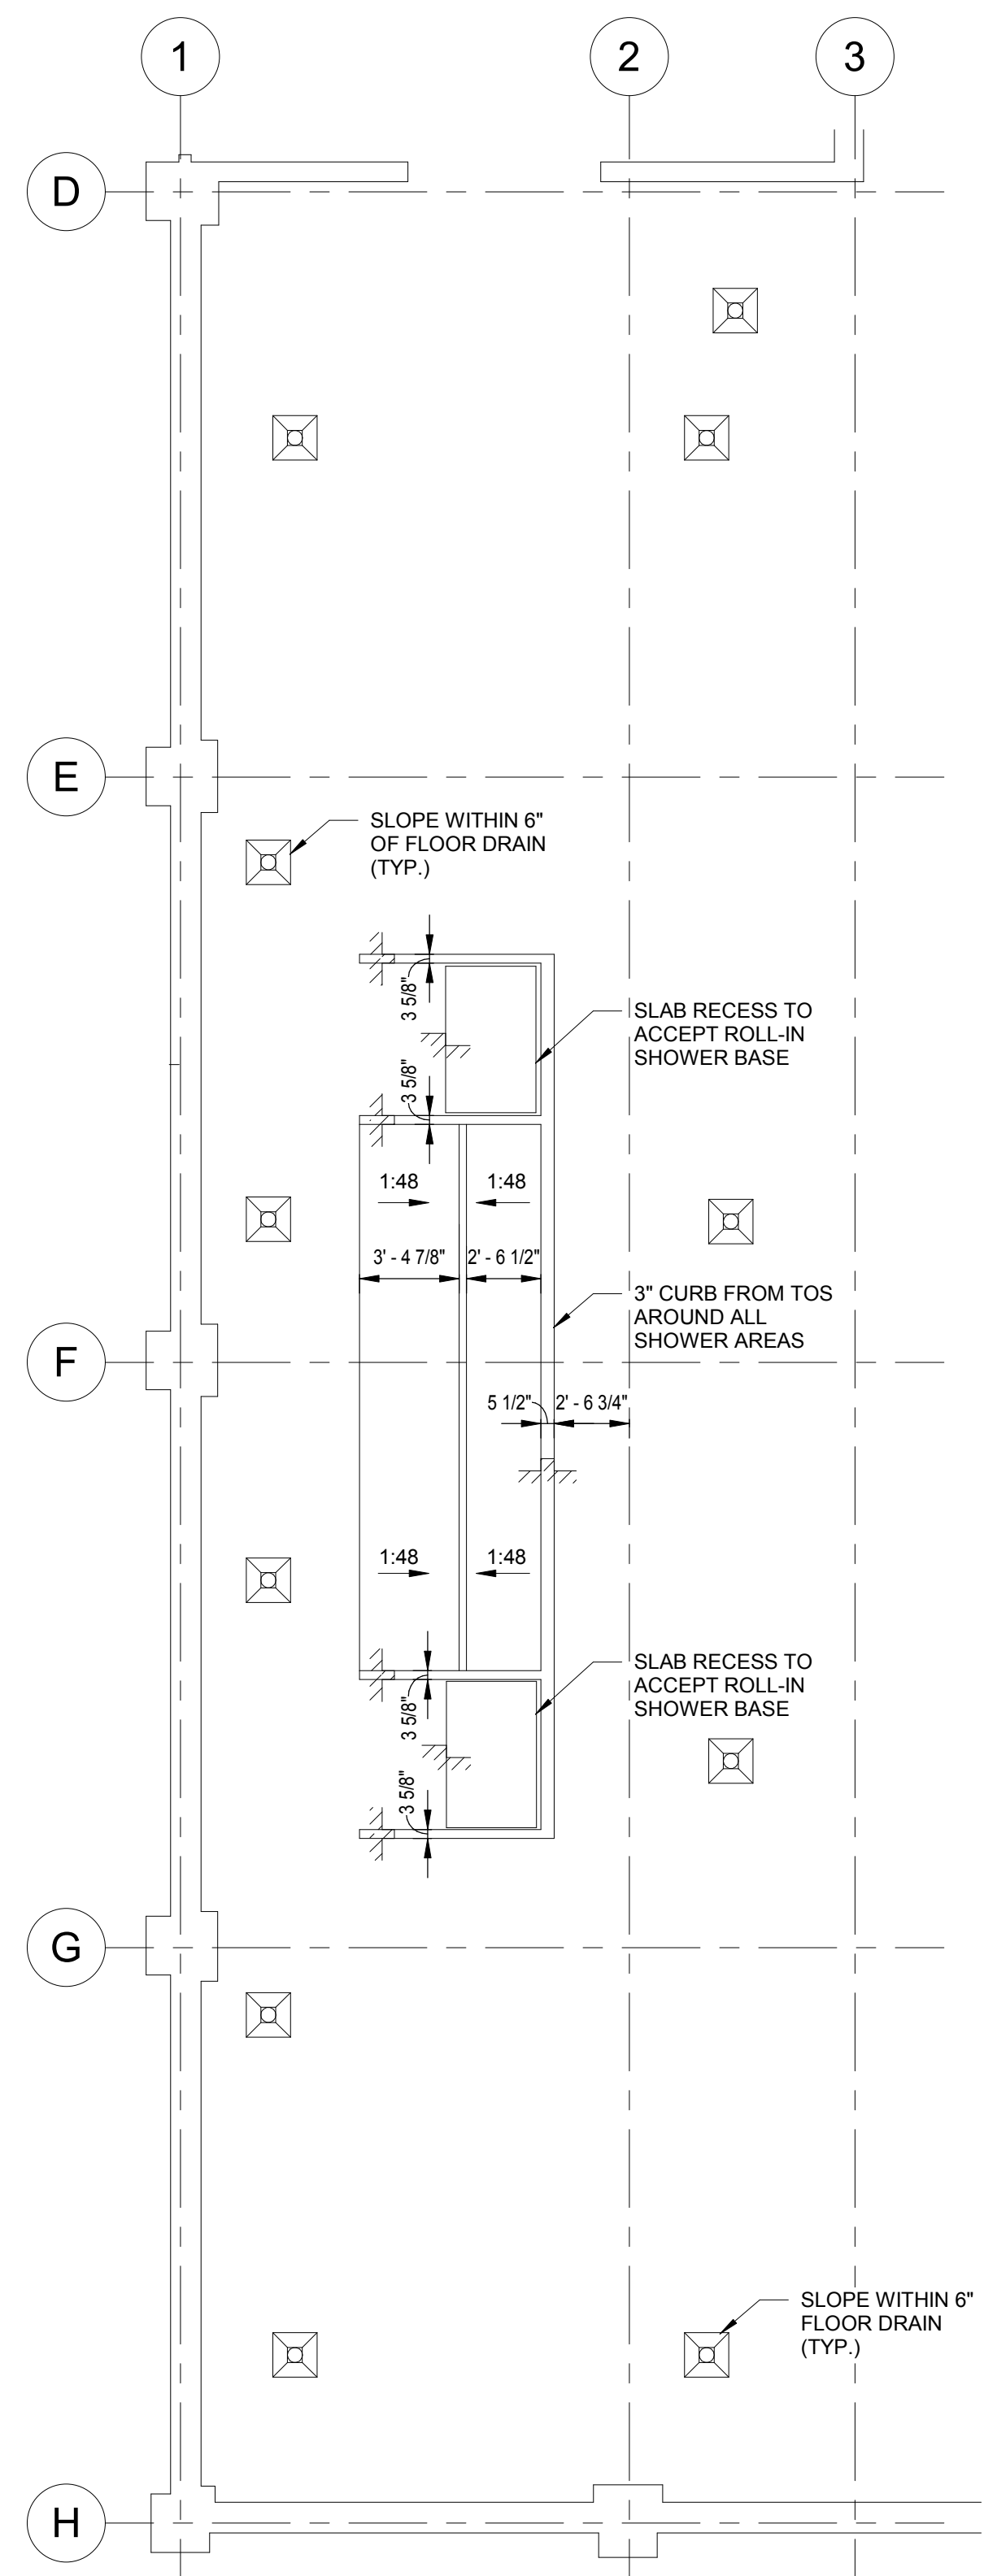 1
2
3
D
E
SLOPE WITHIN 6"
OF FLOOR DRAIN
(TYP.)
3 5/8"
SLAB RECESS TO
ACCEPT ROLL-IN
SHOWER BASE
3 5/8"
1:48
1:48
3' - 4 7/8"
2' - 6 1/2"
3" CURB FROM TOS
AROUND ALL
SHOWER AREAS
F
5 1/2"
2' - 6 3/4"
1:48
1:48
SLAB RECESS TO
ACCEPT ROLL-IN
SHOWER BASE
3 5/8"
3 5/8"
G
SLOPE WITHIN 6"
FLOOR DRAIN
(TYP.)
H